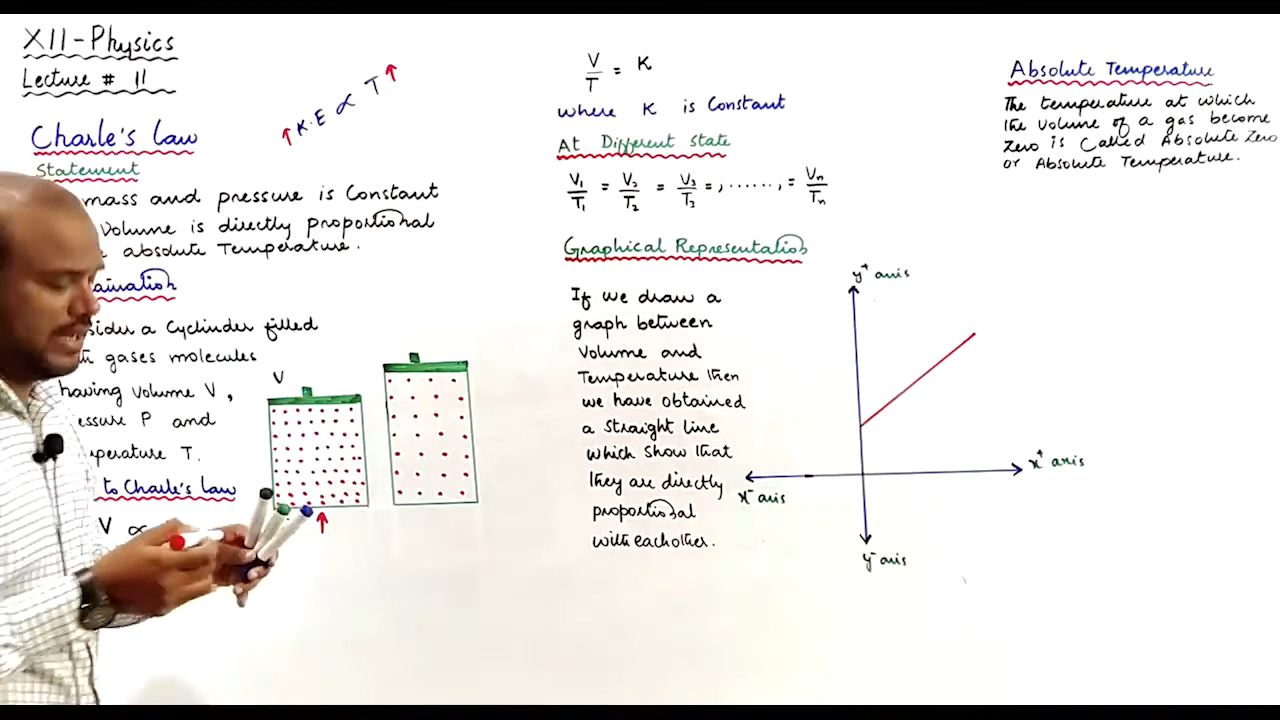 XII-Physics
Lecture # 11
↑K.E ∝ T↑
Charle's Law
Statement
mass and pressure is Constant
Volume is directly proportional
absolute Temperature.
a Cyclinder filled
gases molecules
having volume V,
P and
T.
to Charle's law
V ∝
V
V/T = K
where K is Constant
At Different state
V1/T1 = V2/T2 = V3/T3 =, ......, = Vn/Tn
Graphical Representation
If we draw a
graph between
Volume and
Temperature then
we have obtained
a straight line
which show that
they are directly
proportional
with eachother.
y+ axis
x+ axis
x- axis
y- axis
Absolute Temperature
The temperature at which
the volume of a gas become
Zero is Called Absolute Zero
or Absolute Temperature.